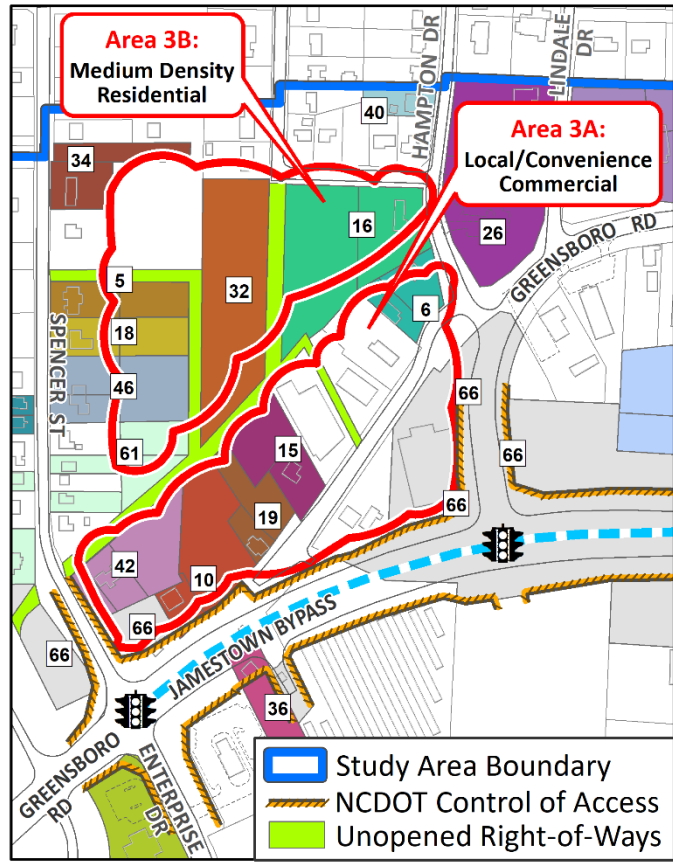 Area 3B:
Medium Density
Residential
HAMPTON DR
LINDALE
DR
40
Area 3A:
Local/Convenience
Commercial
34
16
26
GREENSBORO RD
5
32
6
18
SPENCER ST
46
66
61
15
66
66
19
42
10
66
66
JAMESTOWN BYPASS
36
GREENSBORO
RD
ENTERPRISE
DR
Study Area Boundary
NCDOT Control of Access
Unopened Right-of-Ways